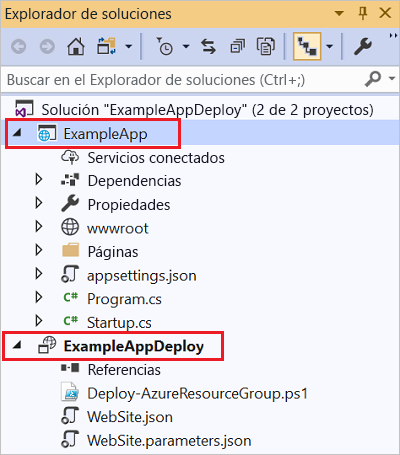 Explorador de soluciones
Buscar en el Explorador de soluciones (Ctrl+;)
Solución "ExampleAppDeploy" (2 de 2 proyectos)
ExampleApp
Servicios conectados
Dependencias
Propiedades
wwwroot
Páginas
appsettings.json
C# Program.cs
C# Startup.cs
ExampleAppDeploy
Referencias
Deploy-AzureResourceGroup.ps1
WebSite.json
WebSite.parameters.json